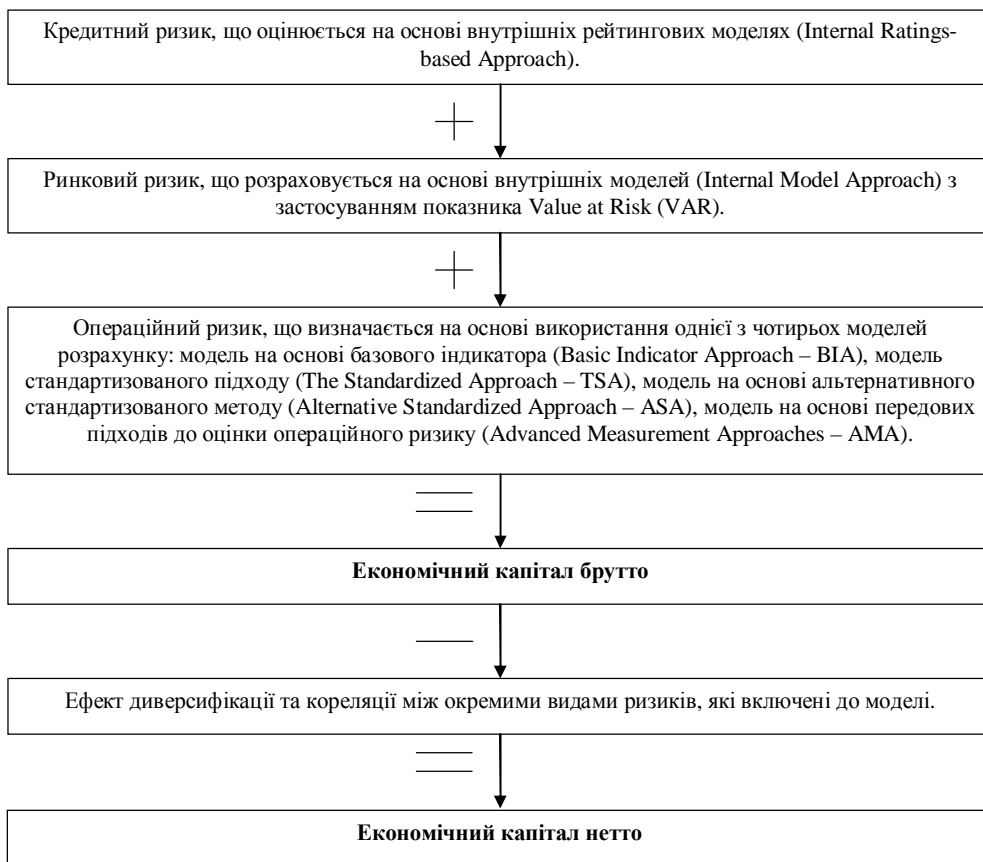 Кредитний ризик, що оцінюється на основі внутрішніх рейтингових моделях (Internal Ratings-
based Approach).
+
Ринковий ризик, що розраховується на основі внутрішніх моделей (Internal Model Approach) з
застосуванням показника Value at Risk (VAR).
+
Операційний ризик, що визначається на основі використання однієї з чотирьох моделей
розрахунку: модель на основі базового індикатора (Basic Indicator Approach – BIA), модель
стандартизованого підходу (The Standardized Approach – TSA), модель на основі альтернативного
стандартизованого методу (Alternative Standardized Approach – ASA), модель на основі передових
підходів до оцінки операційного ризику (Advanced Measurement Approaches – AMA).
=
Економічний капітал брутто
—
Ефект диверсифікації та кореляції між окремими видами ризиків, які включені до моделі.
=
Економічний капітал нетто